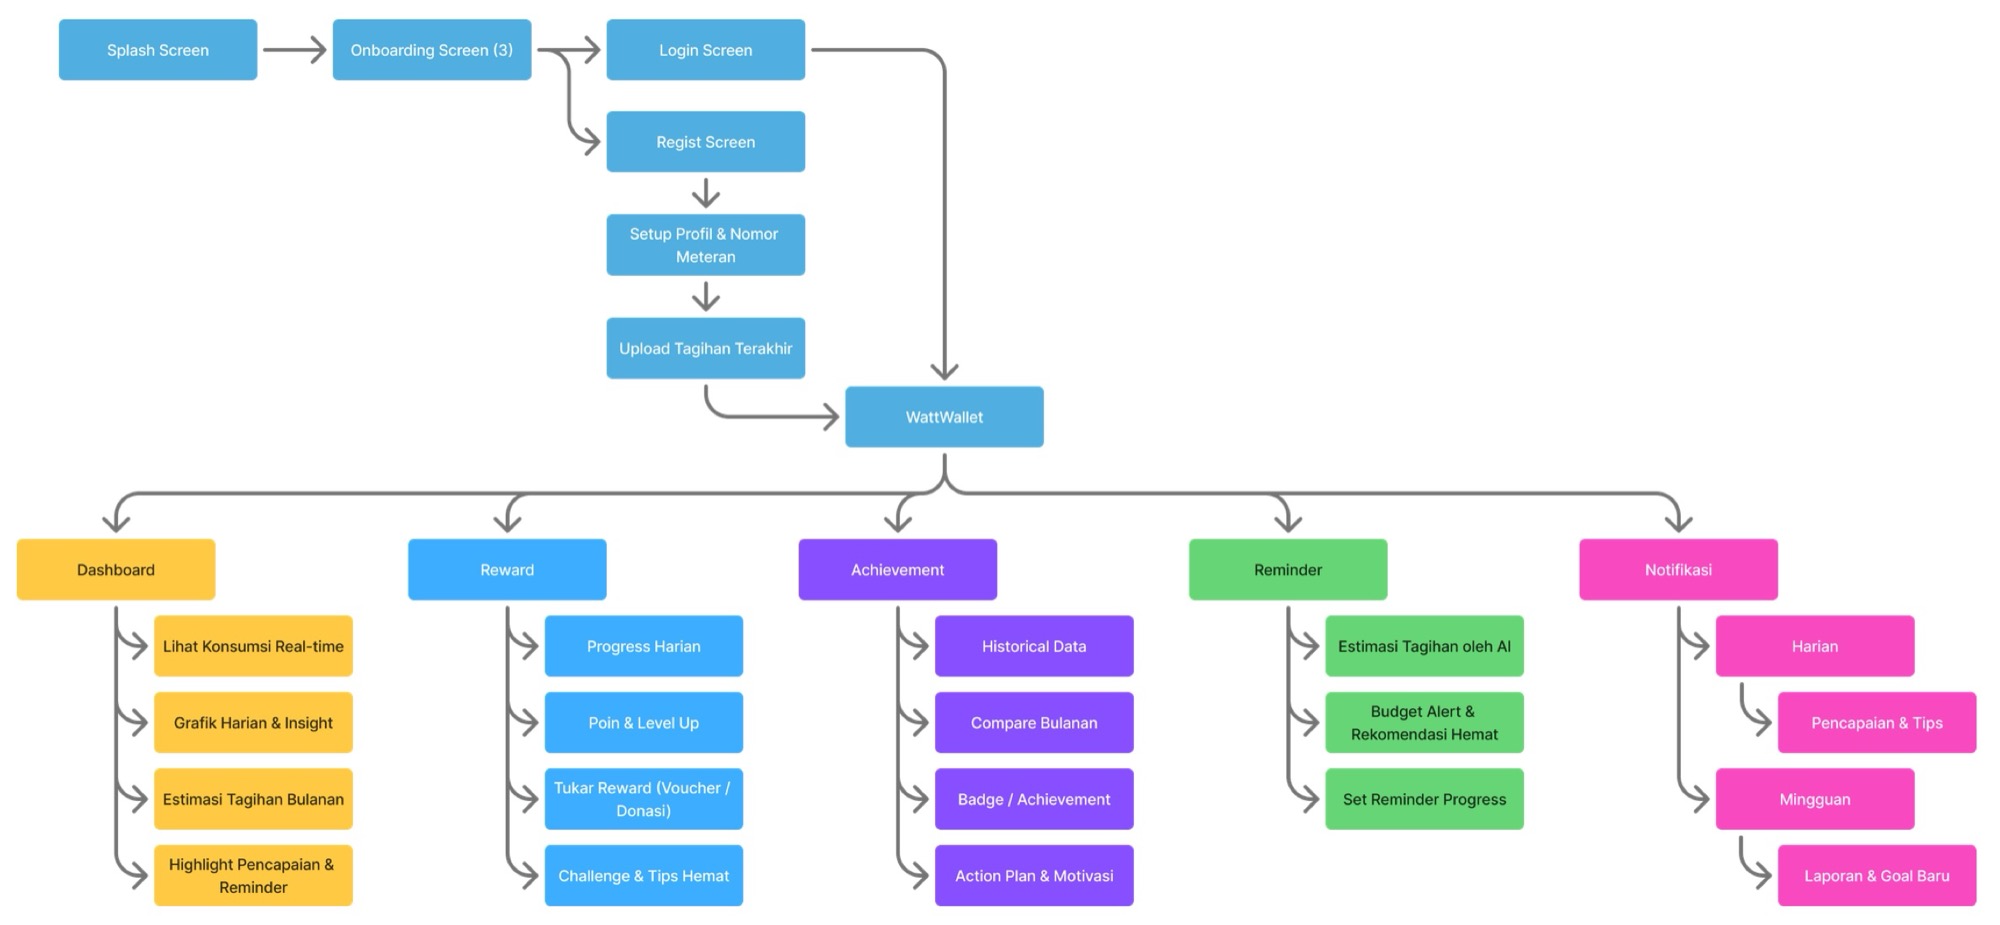 Splash Screen
Onboarding Screen (3)
Login Screen
Regist Screen
Setup Profil & Nomor
Meteran
Upload Tagihan Terakhir
WattWallet
Dashboard
Lihat Konsumsi Real-time
Grafik Harian & Insight
Estimasi Tagihan Bulanan
Highlight Pencapaian &
Reminder
Reward
Progress Harian
Poin & Level Up
Tukar Reward (Voucher /
Donasi)
Challenge & Tips Hemat
Achievement
Historical Data
Compare Bulanan
Badge / Achievement
Action Plan & Motivasi
Reminder
Estimasi Tagihan oleh AI
Budget Alert &
Rekomendasi Hemat
Set Reminder Progress
Notifikasi
Harian
Pencapaian & Tips
Mingguan
Laporan & Goal Baru